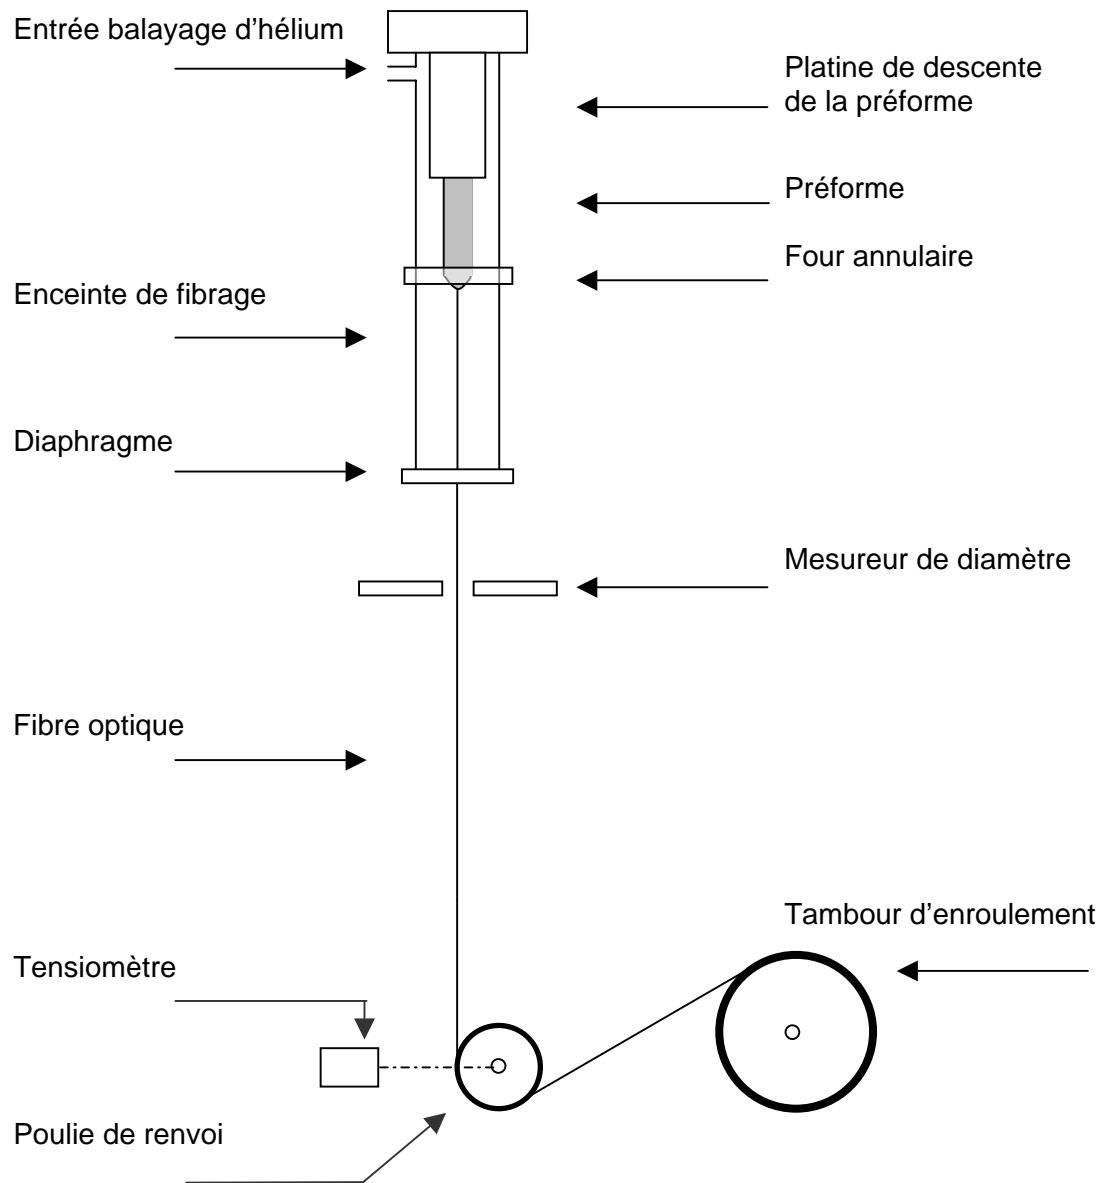 Entrée balayage d’hélium
Platine de descente
de la préforme
Préforme
Four annulaire
Enceinte de fibrage
Diaphragme
Mesureur de diamètre
Fibre optique
Tambour d’enroulement
Tensiomètre
Poulie de renvoi